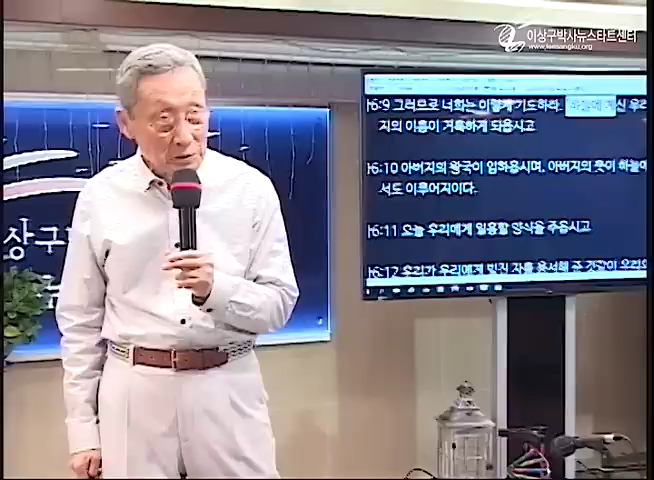 이상구박사뉴스타트센터
www.leesangku.org
6:9 그러므로 너희는 이렇게 기도하라. 하늘에 계신 우리
지의 이름이 거룩하게 되옵시고
6:10 아버지의 왕국이 임하옵시며, 아버지의 뜻이 하늘에
서도 이루어지이다.
6:11 오늘 우리에게 일용할 양식을 주옵시고
6:12 우리가 우리에게 빚진 자를 용서해 준 것같이 우리의
상구